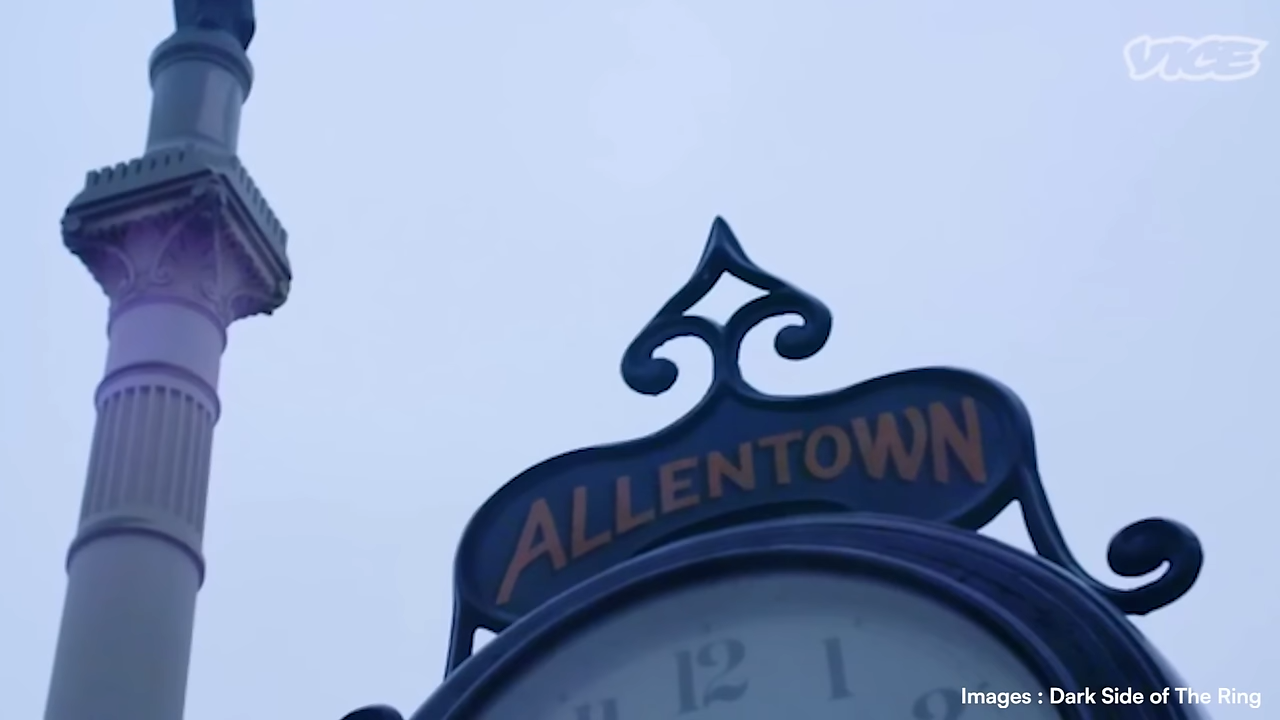 VICE
ALLENTOWN
12 1
Images : Dark Side of The Ring